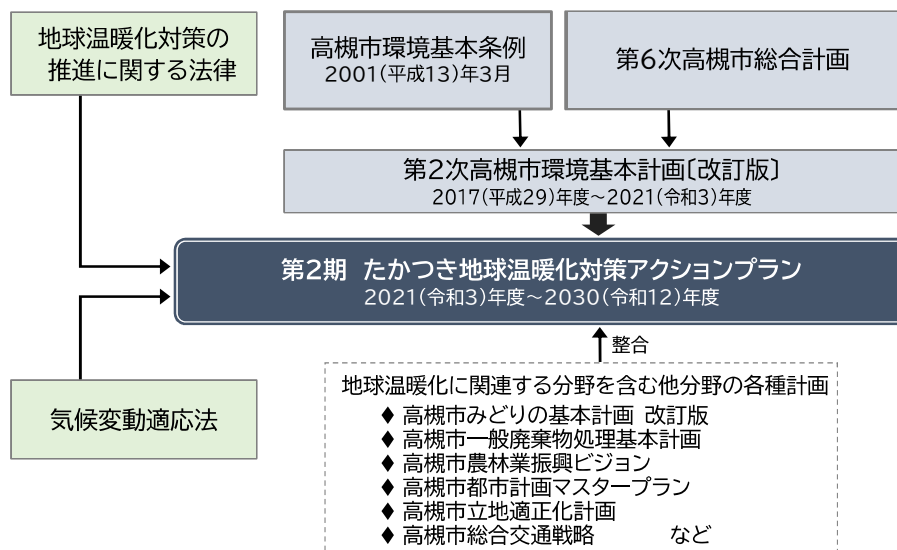 地球温暖化対策の
推進に関する法律
高槻市環境基本条例
2001(平成13)年3月
第6次高槻市総合計画
第2次高槻市環境基本計画〔改訂版〕
2017(平成29)年度～2021(令和3)年度
第2期　たかつき地球温暖化対策アクションプラン
2021(令和3)年度～2030(令和12)年度
整合
気候変動適応法
地球温暖化に関連する分野を含む他分野の各種計画
♦ 高槻市みどりの基本計画 改訂版
♦ 高槻市一般廃棄物処理基本計画
♦ 高槻市農林業振興ビジョン
♦ 高槻市都市計画マスタープラン
♦ 高槻市立地適正化計画
♦ 高槻市総合交通戦略　　　など